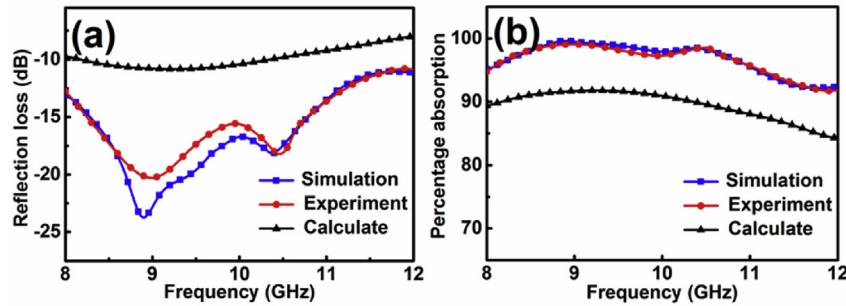 (a)
Reflection loss (dB)
-10
-15
-20
-25
Simulation
Experiment
Calculate
8 9 10 11 12
Frequency (GHz)
(b)
Percentage absorption
100
90
80
70
Simulation
Experiment
Calculate
8 9 10 11 12
Frequency (GHz)